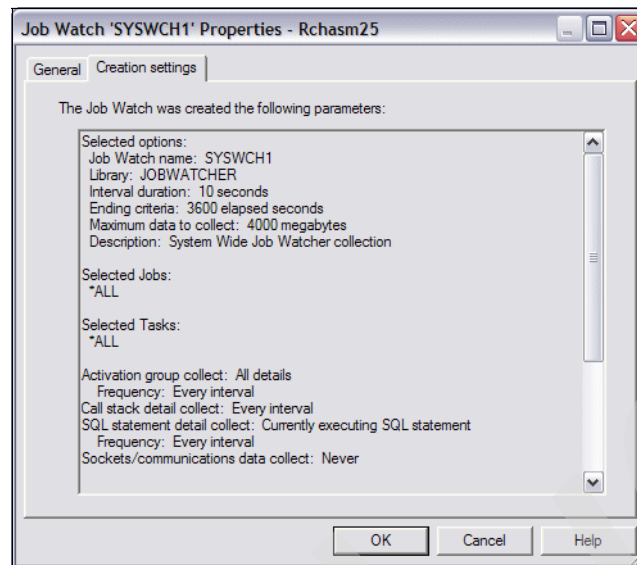 Job Watch 'SYSWCH1' Properties - Rchasm25
General
Creation settings
The Job Watch was created the following parameters:
Selected options:
Job Watch name: SYSWCH1
Library: JOBWATCHER
Interval duration: 10 seconds
Ending criteria: 3600 elapsed seconds
Maximum data to collect: 4000 megabytes
Description: System Wide Job Watcher collection
Selected Jobs:
*ALL
Selected Tasks:
*ALL
Activation group collect: All details
Frequency: Every interval
Call stack detail collect: Every interval
SQL statement detail collect: Currently executing SQL statement
Frequency: Every interval
Sockets/communications data collect: Never
OK
Cancel
Help